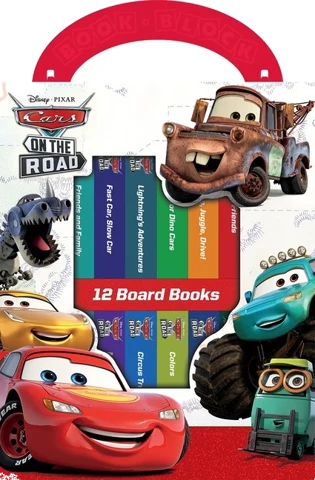 BOOK·BLOCK
Disney·PIXAR
Cars
ON THE
ROAD
Friends and Family
Fast Car, Slow Car
Lightning's Adventures
Dino Cars
Juggle, Drive!
Friends
12 Board Books
Circus Tr
Colors